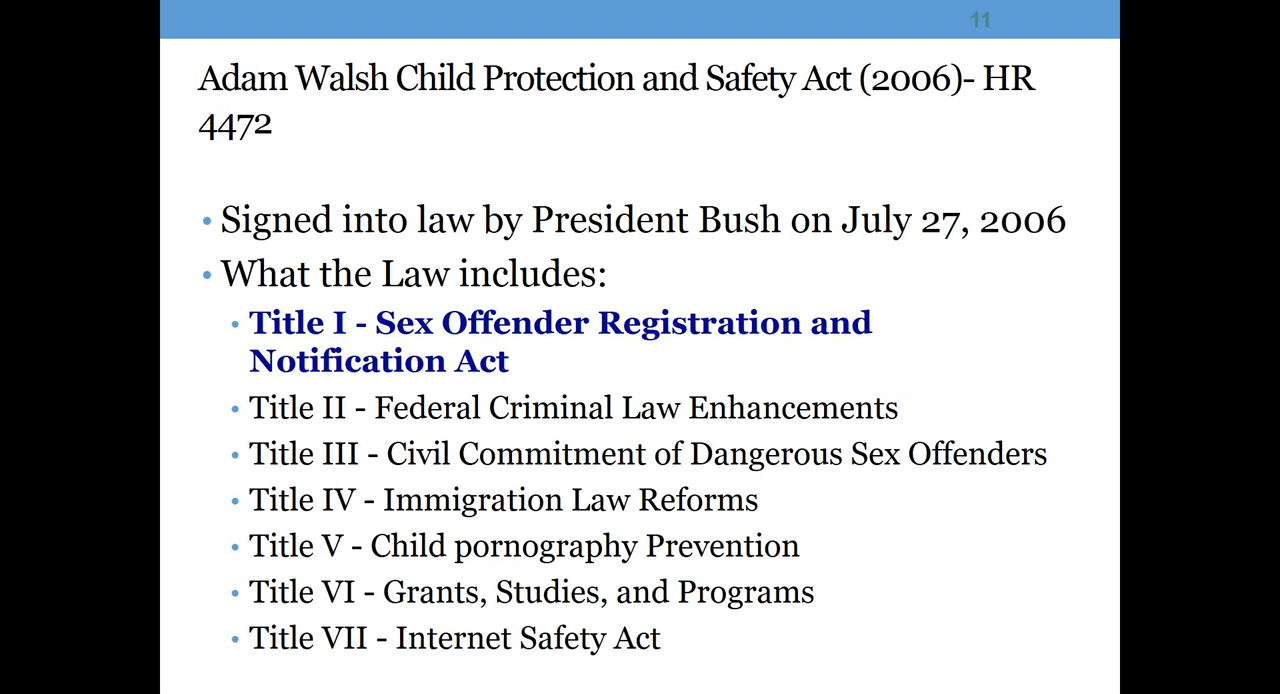 11
Adam Walsh Child Protection and Safety Act (2006)- HR
4472
• Signed into law by President Bush on July 27, 2006
• What the Law includes:
• Title I - Sex Offender Registration and
Notification Act
• Title II - Federal Criminal Law Enhancements
• Title III - Civil Commitment of Dangerous Sex Offenders
• Title IV - Immigration Law Reforms
• Title V - Child pornography Prevention
• Title VI - Grants, Studies, and Programs
• Title VII - Internet Safety Act